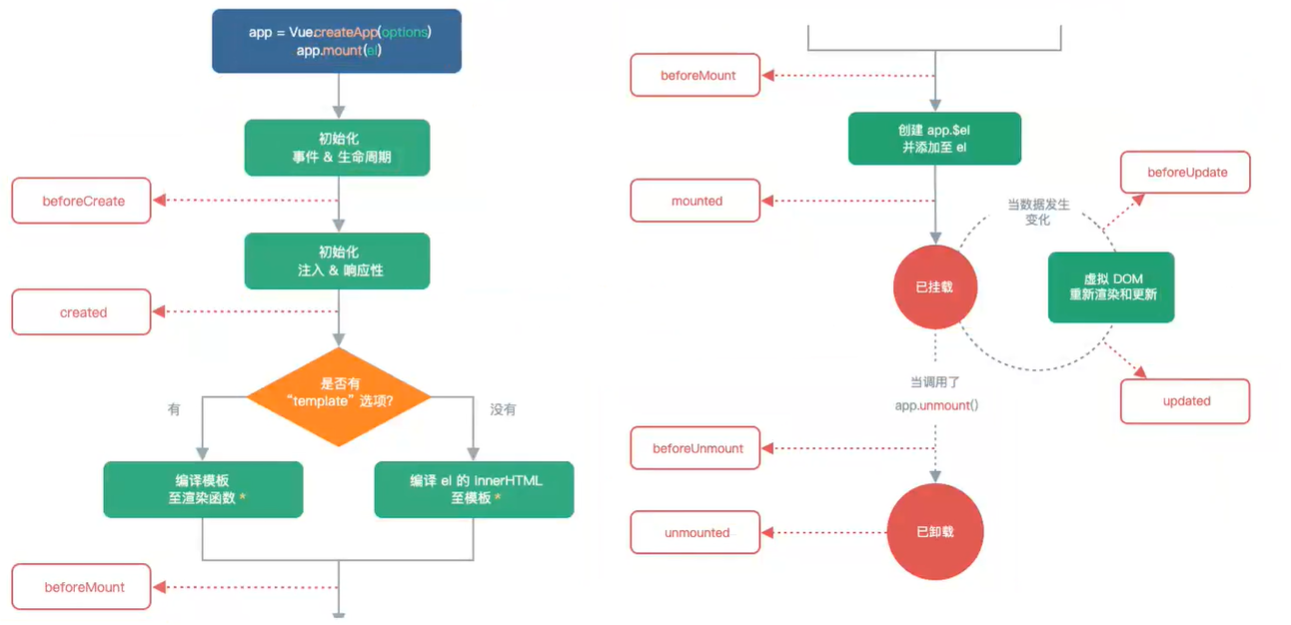 app = Vue.createApp(options)
app.mount(el)
初始化
事件 & 生命周期
beforeCreate
初始化
注入 & 响应性
created
是否有
“template” 选项?
有
没有
编译模板
至渲染函数 *
编译 el 的 innerHTML
至模板 *
beforeMount
beforeMount
创建 app.$el
并添加至 el
mounted
beforeUpdate
当数据发生
变化
已挂载
虚拟 DOM
重新渲染和更新
updated
当调用了
app.unmount()
beforeUnmount
unmounted
已卸载